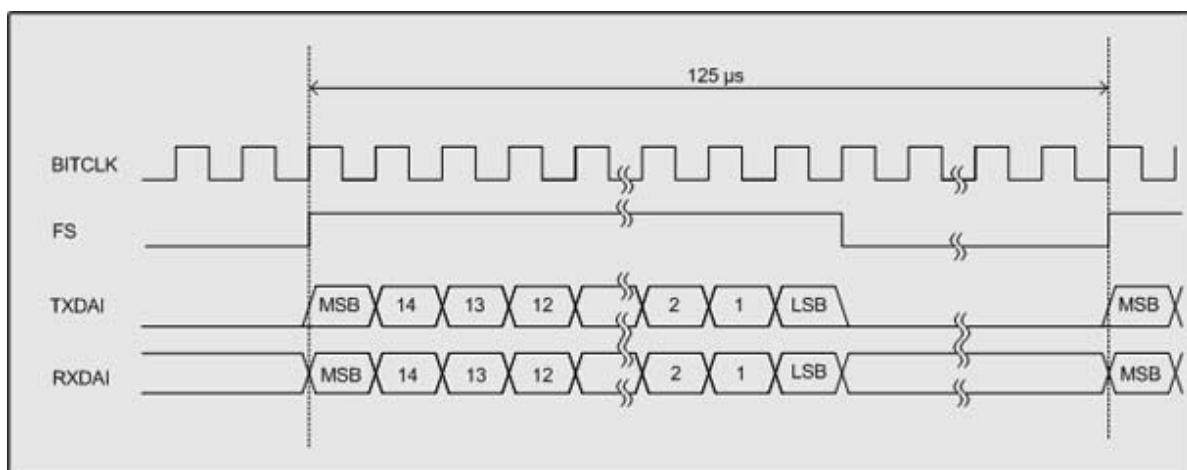 125 µs
BITCLK
FS
TXDAI MSB 14 13 12 2 1 LSB MSB
RXDAI MSB 14 13 12 2 1 LSB MSB